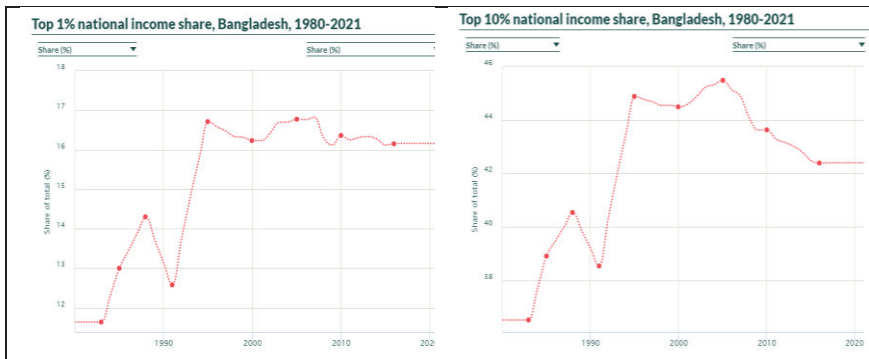 Top 1% national income share, Bangladesh, 1980-2021
Share (%)
Share (%)
18
17
16
15
14
13
12
Share of total (%)
1990
2000
2010
202
Top 10% national income share, Bangladesh, 1980-2021
Share (%)
Share (%)
46
44
42
40
38
Share of total (%)
1990
2000
2010
2020